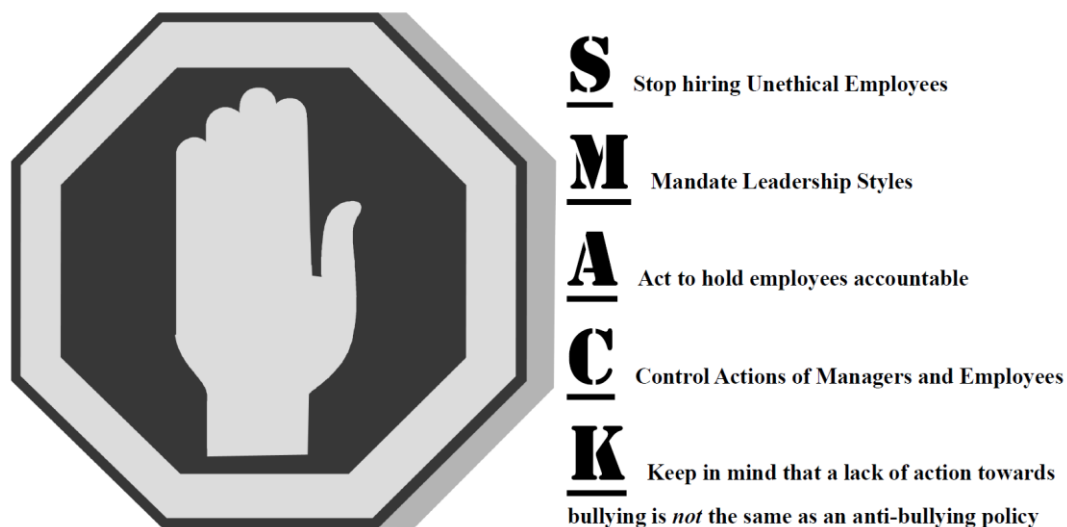 S Stop hiring Unethical Employees
M Mandate Leadership Styles
A Act to hold employees accountable
C Control Actions of Managers and Employees
K Keep in mind that a lack of action towards
bullying is not the same as an anti-bullying policy